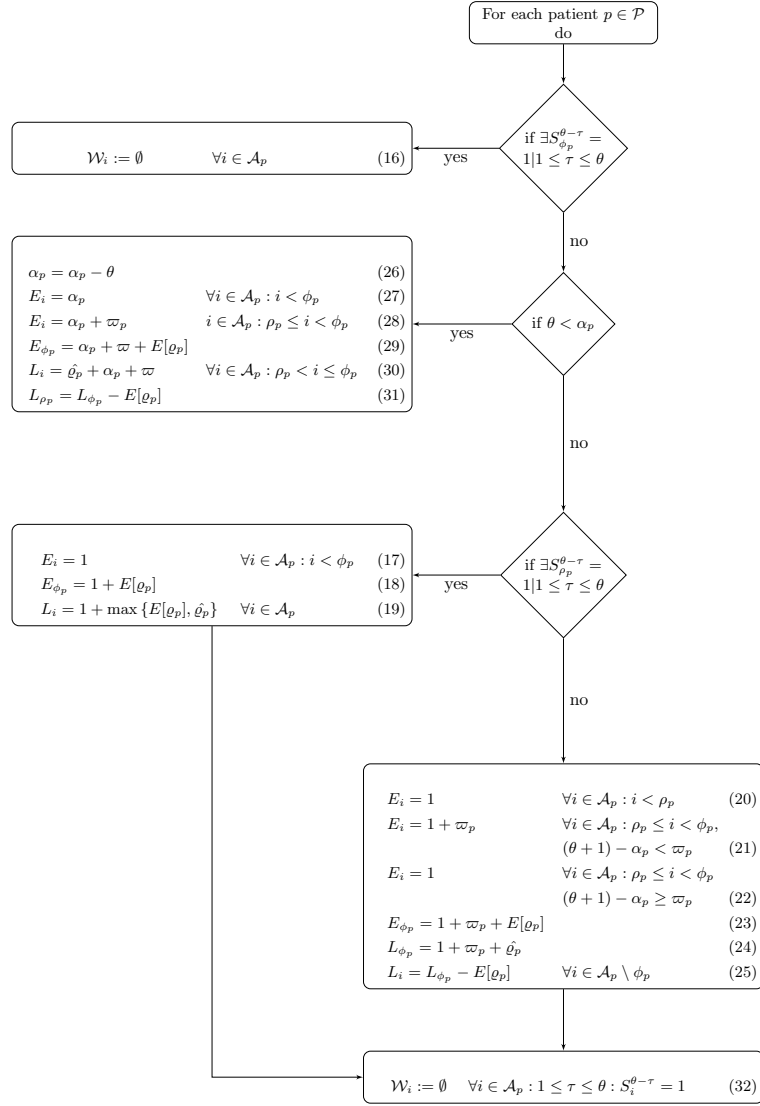 For each patient p ∈ 𝒫
do
if ∃S_{φ_p}^{θ−τ} =
1|1 ≤ τ ≤ θ
yes
𝒲_i := ∅ ∀i ∈ 𝒜_p (16)
no
if θ < α_p
yes
α_p = α_p − θ (26)
E_i = α_p ∀i ∈ 𝒜_p : i < φ_p (27)
E_i = α_p + ϖ_p i ∈ 𝒜_p : ρ_p ≤ i < φ_p (28)
E_{φ_p} = α_p + ϖ + E[ϱ_p] (29)
L_i = ϱ̂_p + α_p + ϖ ∀i ∈ 𝒜_p : ρ_p < i ≤ φ_p (30)
L_{ρ_p} = L_{φ_p} − E[ϱ_p] (31)
no
if ∃S_{ρ_p}^{θ−τ} =
1|1 ≤ τ ≤ θ
yes
E_i = 1 ∀i ∈ 𝒜_p : i < φ_p (17)
E_{φ_p} = 1 + E[ϱ_p] (18)
L_i = 1 + max {E[ϱ_p], ϱ̂_p} ∀i ∈ 𝒜_p (19)
no
E_i = 1 ∀i ∈ 𝒜_p : i < ρ_p (20)
E_i = 1 + ϖ_p ∀i ∈ 𝒜_p : ρ_p ≤ i < φ_p,
(θ + 1) − α_p < ϖ_p (21)
E_i = 1 ∀i ∈ 𝒜_p : ρ_p ≤ i < φ_p
(θ + 1) − α_p ≥ ϖ_p (22)
E_{φ_p} = 1 + ϖ_p + E[ϱ_p] (23)
L_{φ_p} = 1 + ϖ_p + ϱ̂_p (24)
L_i = L_{φ_p} − E[ϱ_p] ∀i ∈ 𝒜_p \ φ_p (25)
𝒲_i := ∅ ∀i ∈ 𝒜_p : 1 ≤ τ ≤ θ : S_i^{θ−τ} = 1 (32)